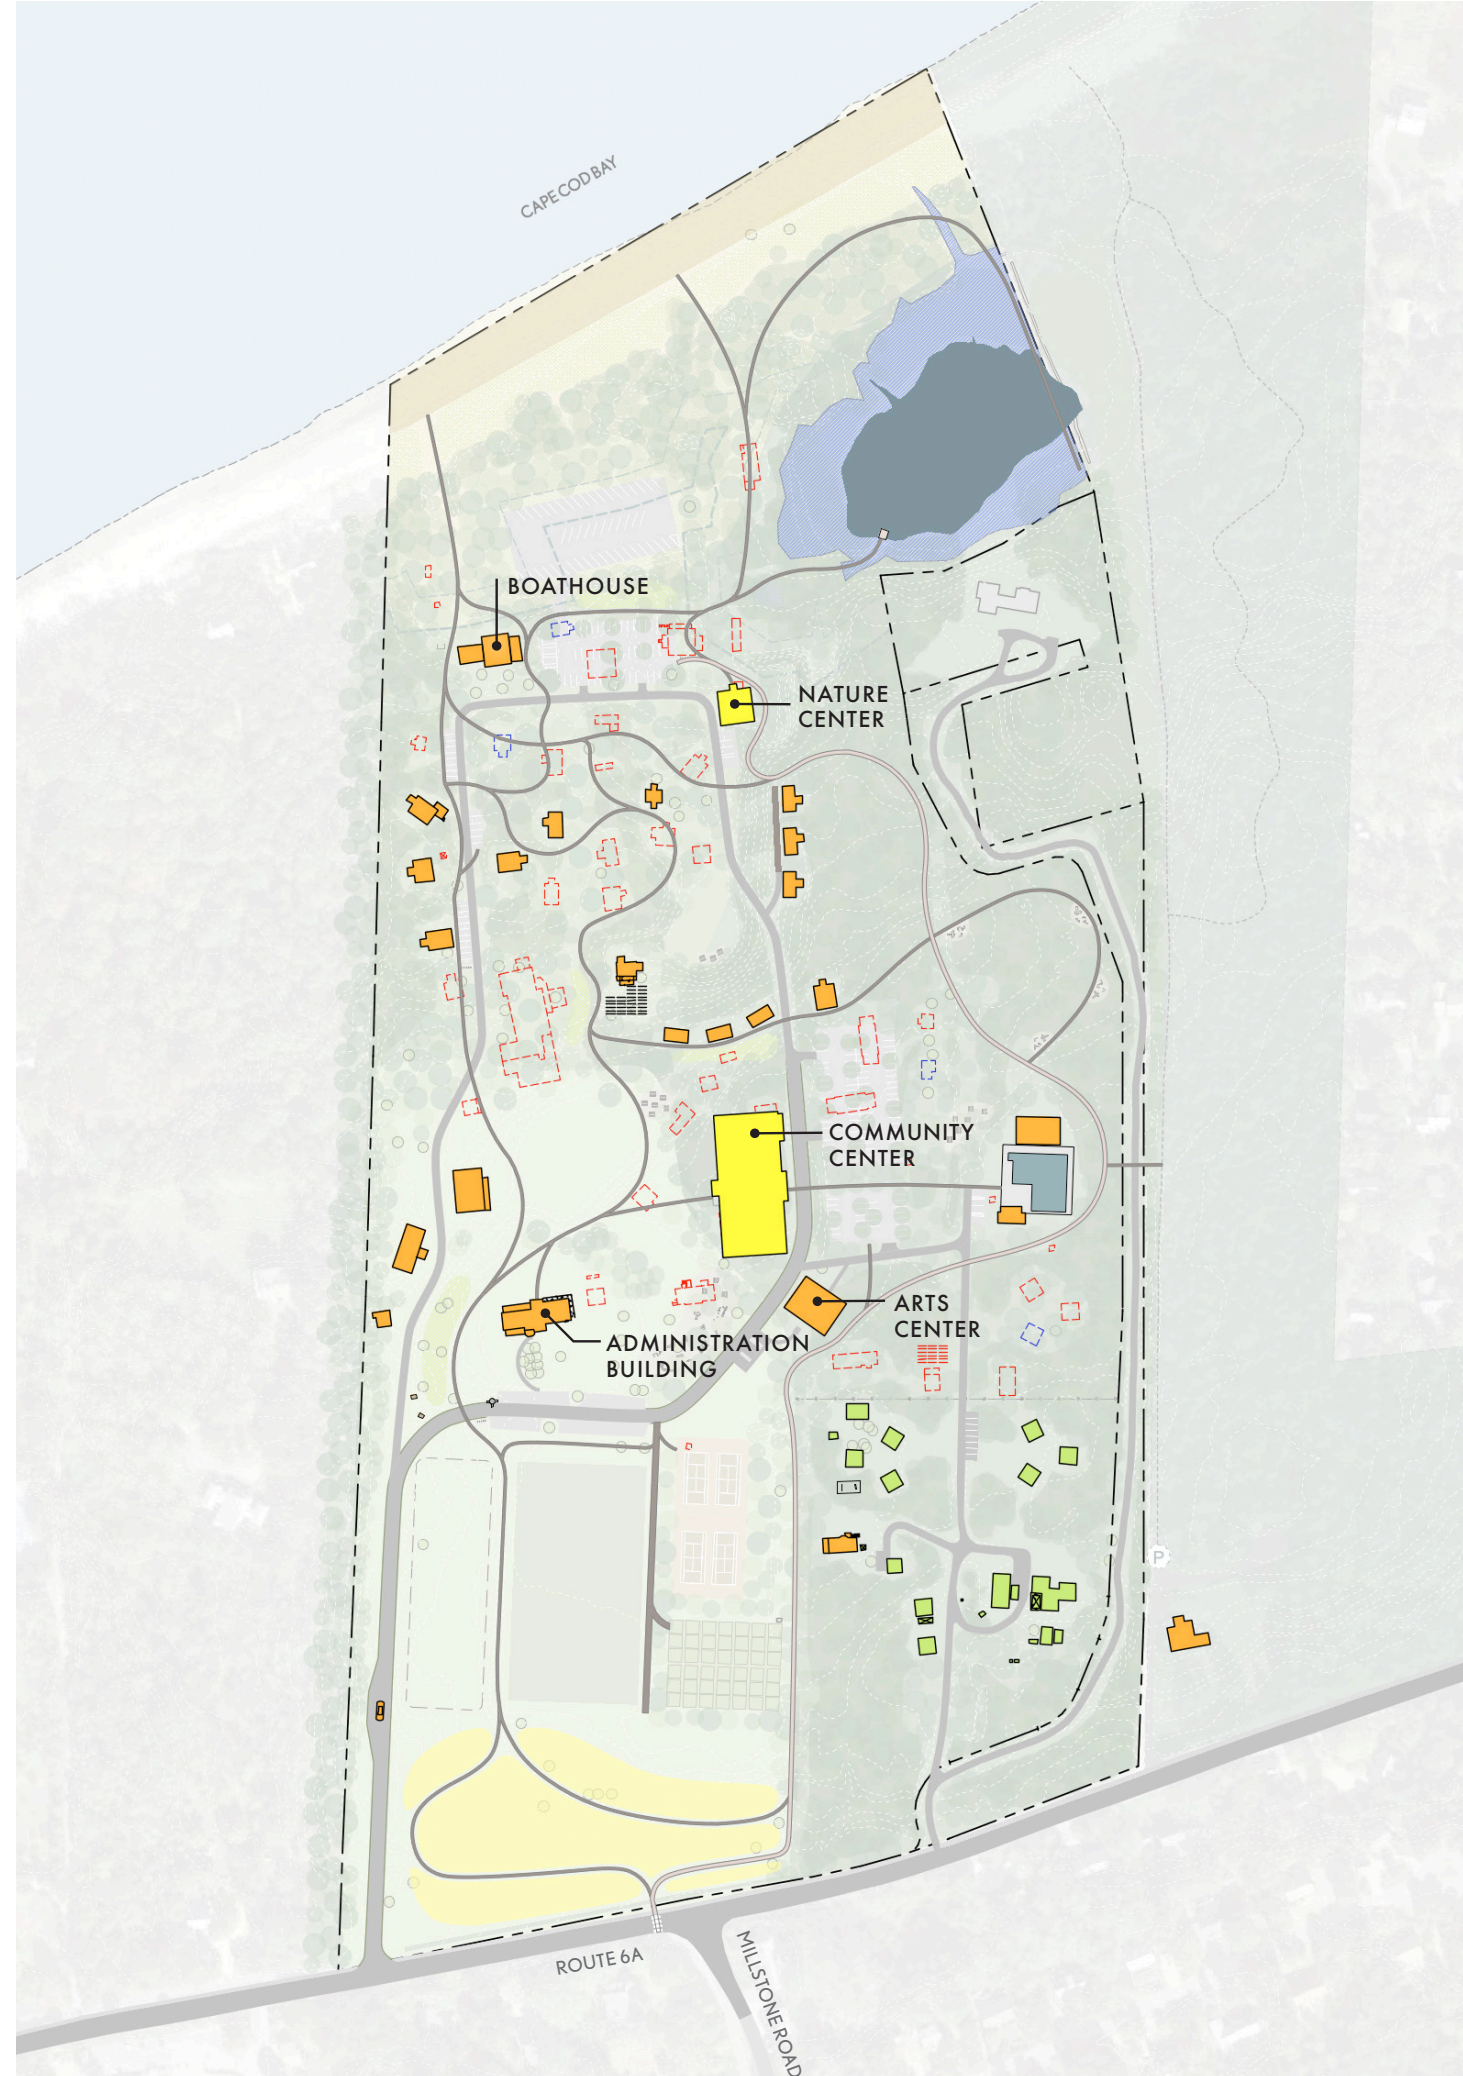 CAPE COD BAY
BOATHOUSE
NATURE
CENTER
COMMUNITY
CENTER
ARTS
CENTER
ADMINISTRATION
BUILDING
P
ROUTE 6A
MILLSTONE ROAD